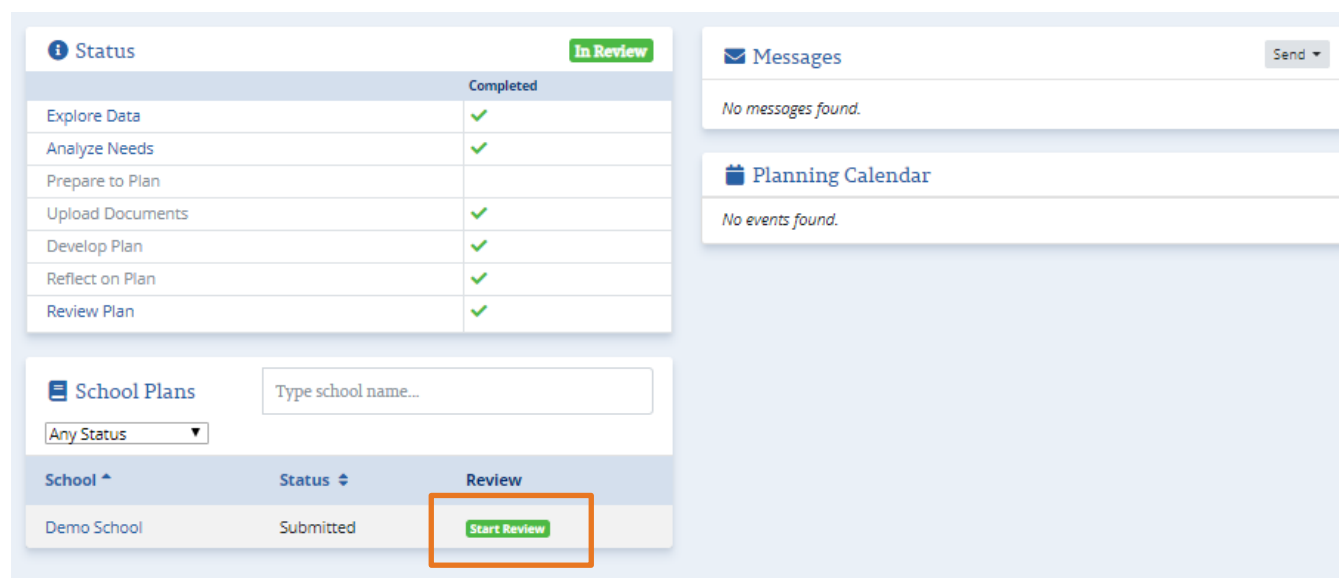 Status
In Review
Completed
Explore Data
Analyze Needs
Prepare to Plan
Upload Documents
Develop Plan
Reflect on Plan
Review Plan
School Plans
Type school name...
Any Status
School Status Review
Demo School Submitted Start Review
Messages
Send
No messages found.
Planning Calendar
No events found.